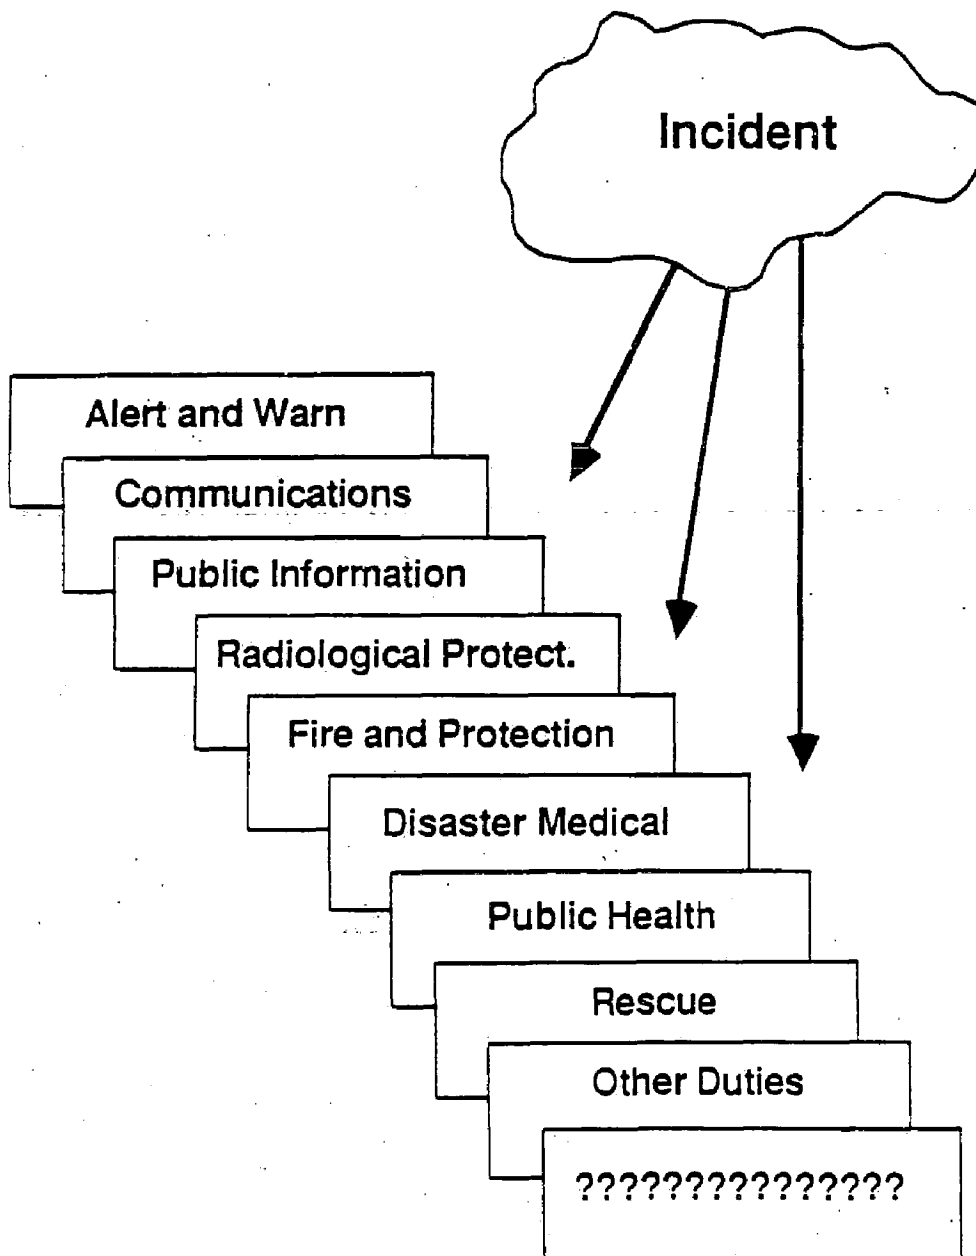 Incident
Alert and Warn
Communications
Public Information
Radiological Protect.
Fire and Protection
Disaster Medical
Public Health
Rescue
Other Duties
???????????????